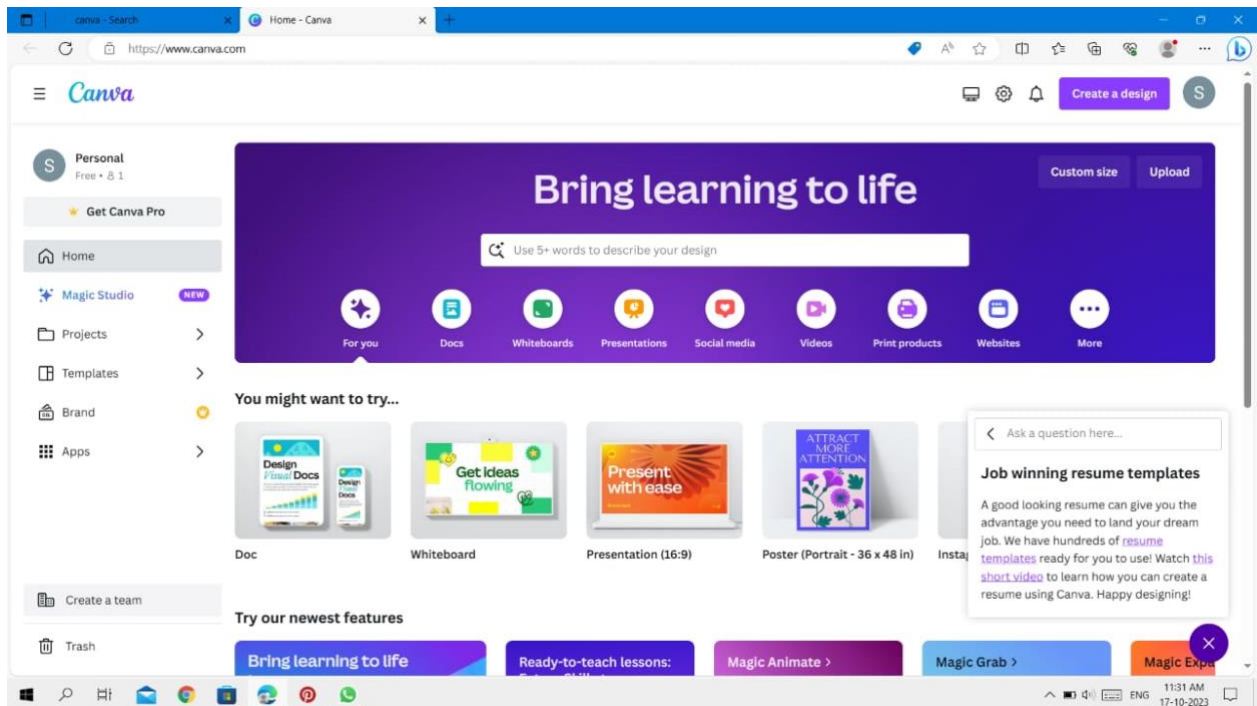 canva - Search
Home - Canva
https://www.canva.com
Canva
Create a design
S
S
Personal
Free • 1
Get Canva Pro
Home
Magic Studio NEW
Projects
Templates
Brand
Apps
Create a team
Trash
Bring learning to life
Custom size
Upload
Use 5+ words to describe your design
For you
Docs
Whiteboards
Presentations
Social media
Videos
Print products
Websites
More
You might want to try...
Design
Visual Docs
Design
Visual
Docs
Get ideas
flowing
Present
with ease
ATTRACT
MORE
ATTENTION
Doc
Whiteboard
Presentation (16:9)
Poster (Portrait - 36 x 48 in)
Try our newest features
Bring learning to life
Ready-to-teach lessons:
Magic Animate >
Magic Grab >
Magic
Ask a question here...
Job winning resume templates
A good looking resume can give you the
advantage you need to land your dream
job. We have hundreds of resume
templates ready for you to use! Watch this
short video to learn how you can create a
resume using Canva. Happy designing!
ENG
11:31 AM
17-10-2023